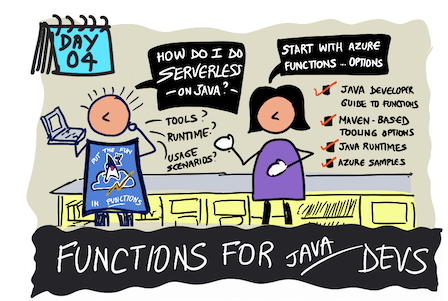 DAY
04
HOW DO I DO
SERVERLESS
ON JAVA?
START WITH AZURE
FUNCTIONS ... OPTIONS
TOOLS?
RUNTIME?
USAGE
SCENARIOS?
JAVA DEVELOPER
GUIDE TO FUNCTIONS
MAVEN-BASED
TOOLING OPTIONS
JAVA RUNTIMES
AZURE SAMPLES
PUT THE FUN
IN FUNCTIONS
FUNCTIONS FOR JAVA DEVS